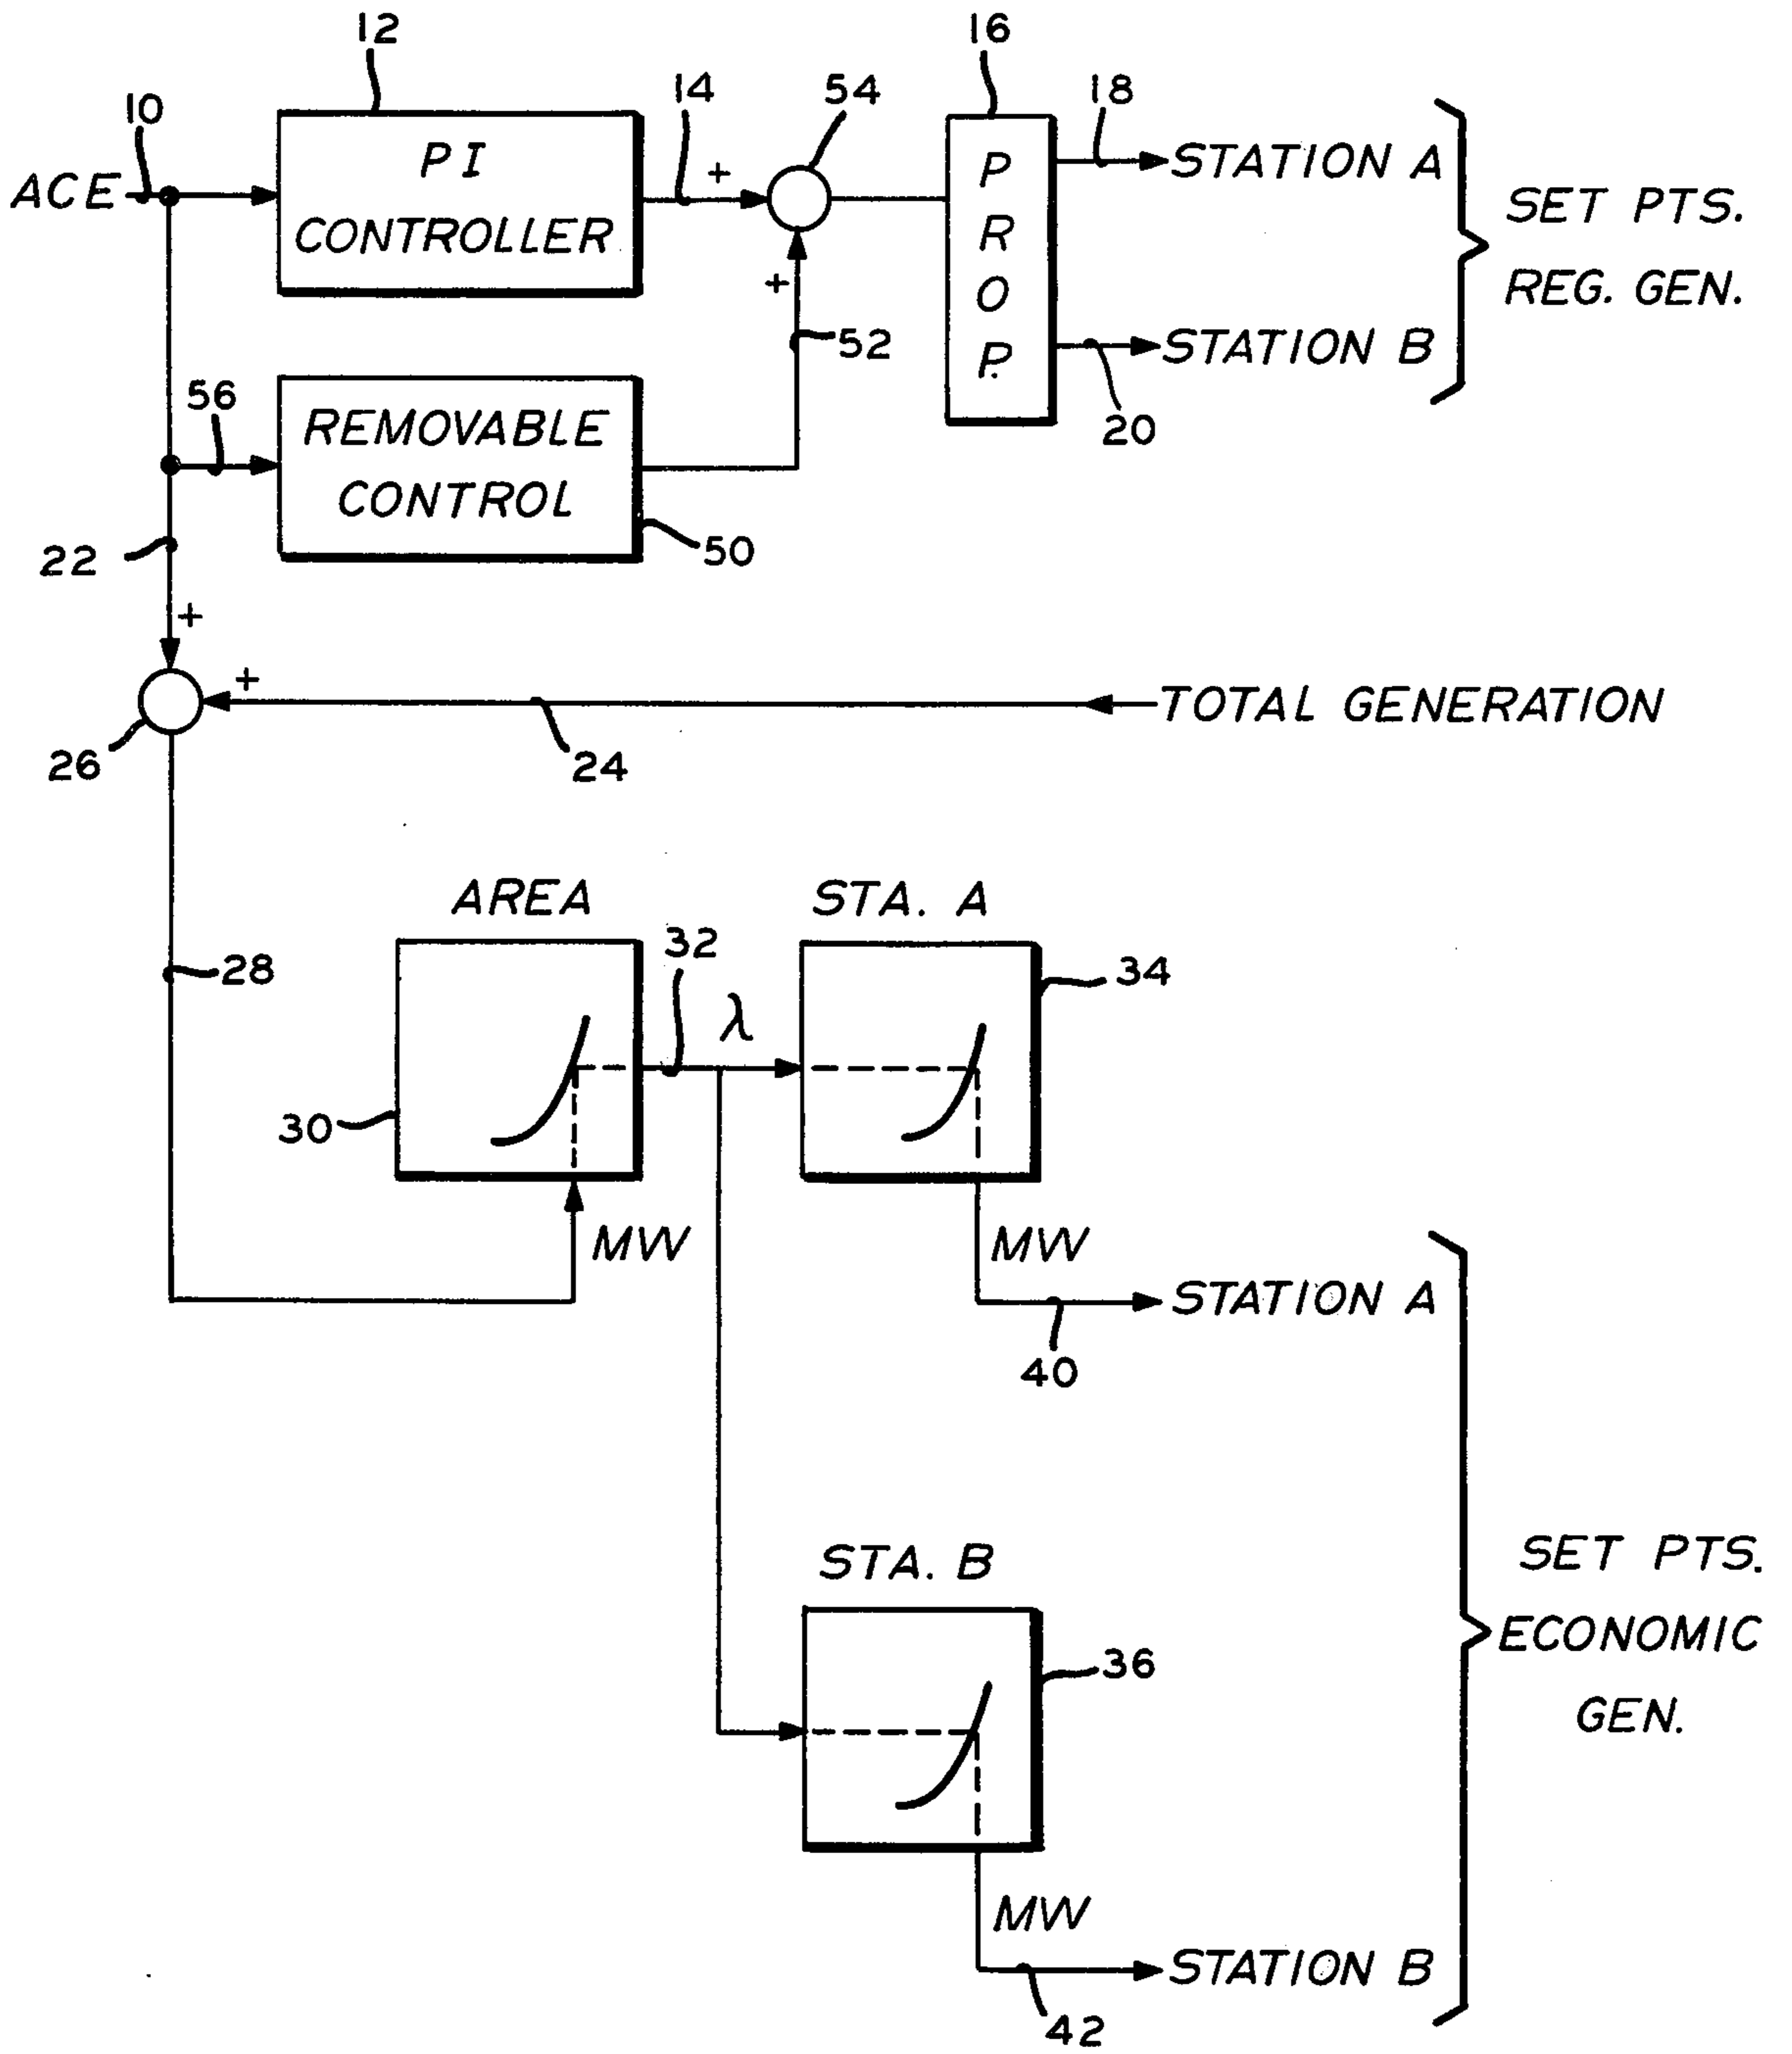 12
16
10
14
54
18
ACE
PI
CONTROLLER
+
+
PROP.
STATION A
STATION B
SET PTS.
REG. GEN.
52
20
56
REMOVABLE
CONTROL
50
22
+
+
TOTAL GENERATION
26
24
AREA
STA. A
32
28
34
λ
30
MW
MW
STATION A
40
STA. B
SET PTS.
ECONOMIC
GEN.
36
MW
STATION B
42